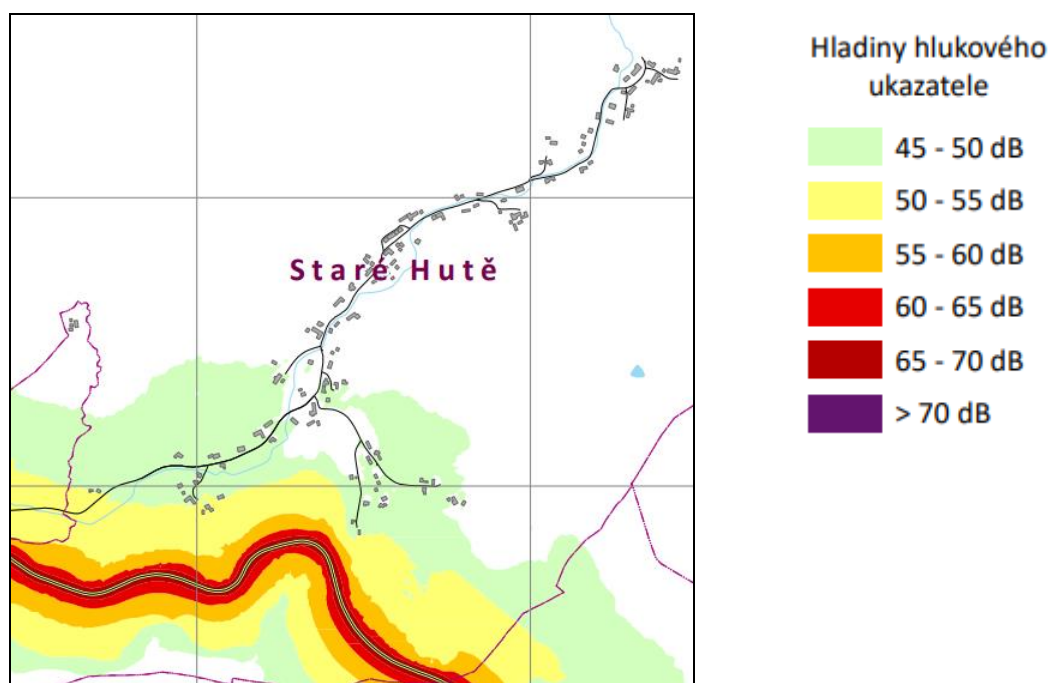 Staré Hutě
Hladiny hlukového
ukazatele
45 - 50 dB
50 - 55 dB
55 - 60 dB
60 - 65 dB
65 - 70 dB
> 70 dB